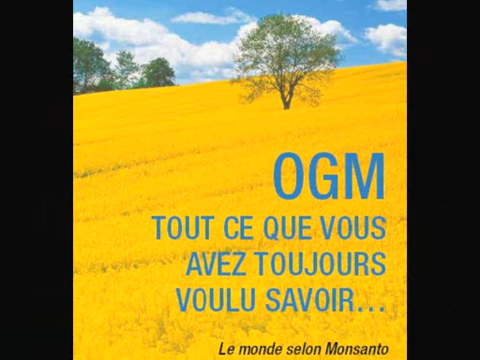 OGM
TOUT CE QUE VOUS
AVEZ TOUJOURS
VOULU SAVOIR...
Le monde selon Monsanto